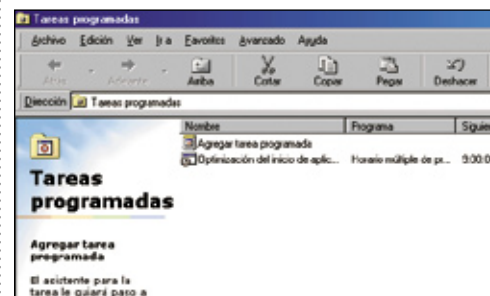 Tareas programadas
Archivo Edición Ver Ir a Favoritos Avanzado Ayuda
Atrás Adelante Arriba Cortar Copiar Pegar Deshacer
Dirección Tareas programadas
Nombre Programa
Agregar tarea programada
Optimización del inicio de aplic... Horario múltiple de pr... 9:00:0
Tareas
programadas
Agregar tarea
programada
El asistente para la
tarea le guiará paso a